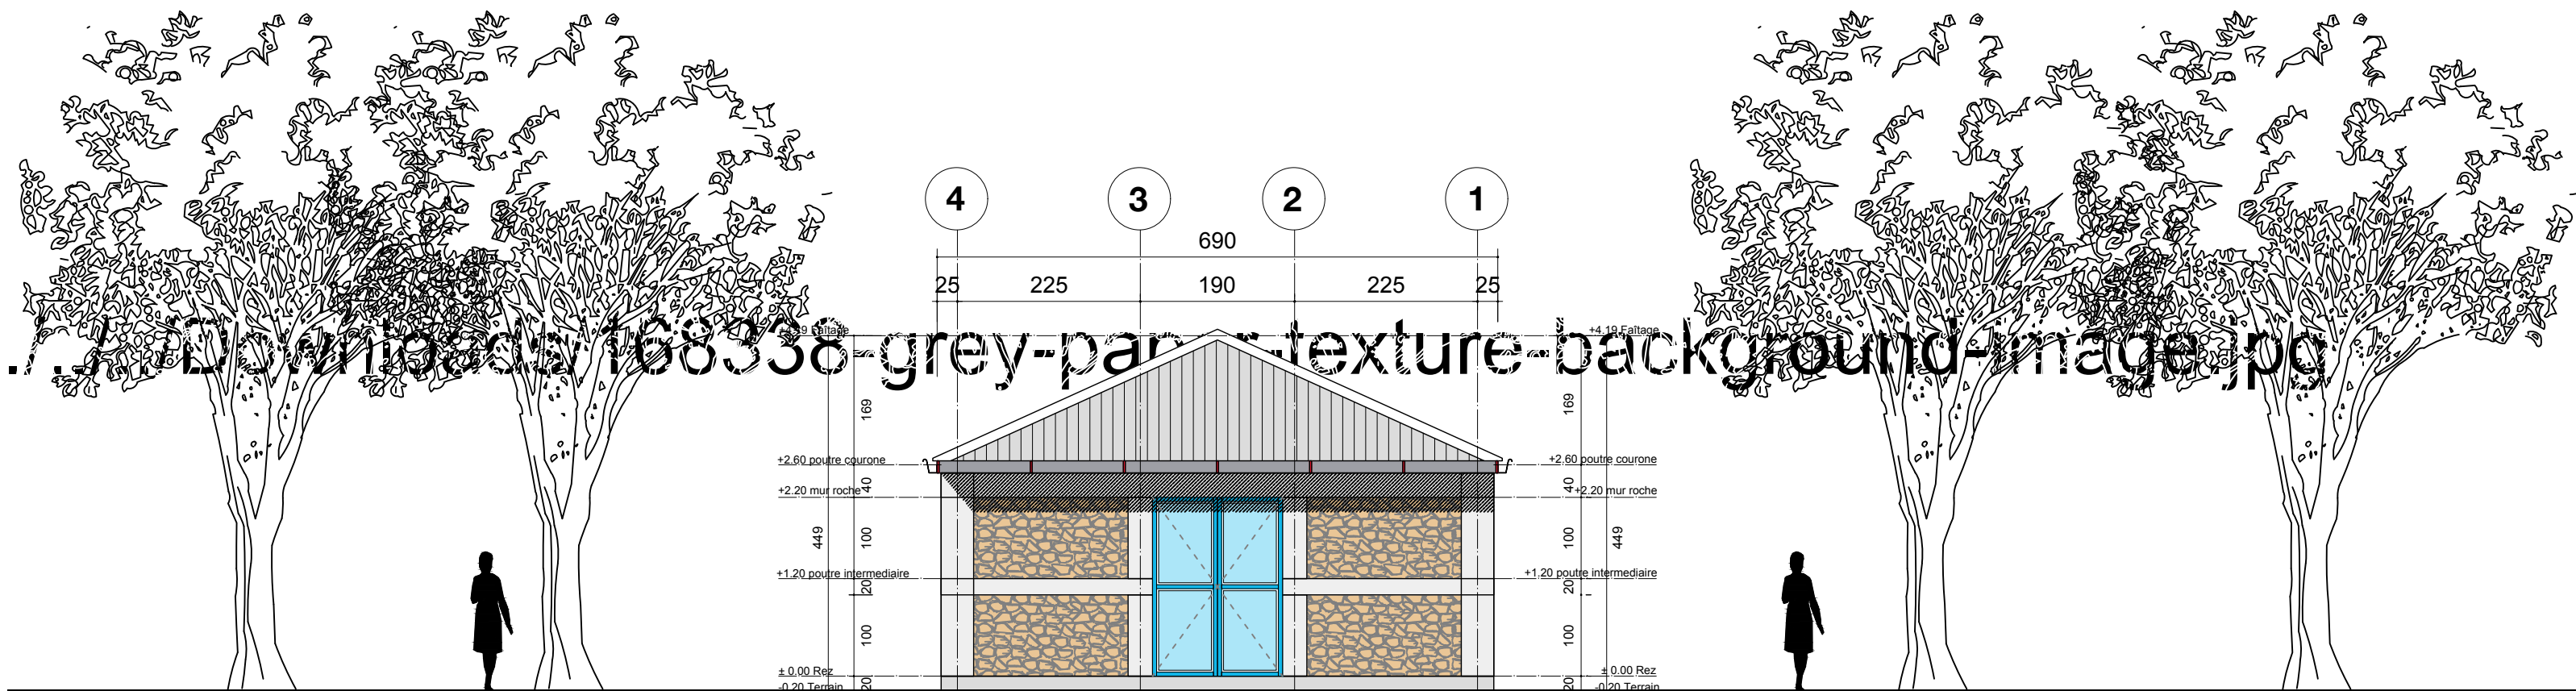 4 3 2 1
690
25 225 190 225 25
+4.19 Faîtage +4.19 Faîtage
../../Downloads/168338-grey-paper-texture-background-image.jpg
169 169
+2.60 poutre courone +2.60 poutre courone
40 40
+2.20 mur roche +2.20 mur roche
449 100 100 449
+1.20 poutre intermediaire +1.20 poutre intermediaire
20 20
100 100
± 0.00 Rez ± 0.00 Rez
-0.20 Terrain 20 20 -0.20 Terrain